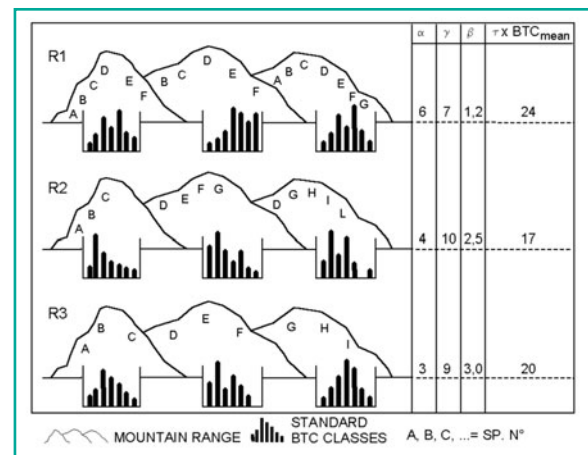 α γ β τ x BTCmean
R1
A B C D E F B C D E F A B C D E F G
6 7 1,2 24
R2
A B C D E F G D G H I L
4 10 2,5 17
R3
A B C D E F G H I
3 9 3,0 20
MOUNTAIN RANGE
STANDARD
BTC CLASSES
A, B, C, ...= SP. N°